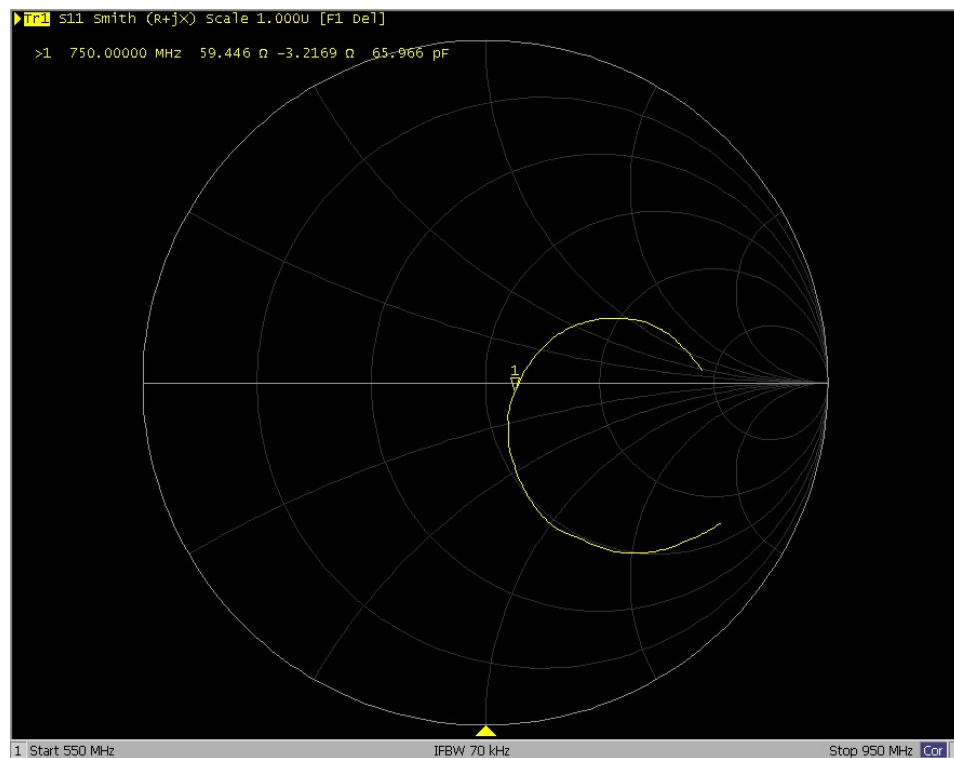 Tr1 S11 Smith (R+jX) Scale 1.000U [F1 Del]
>1 750.00000 MHz 59.446 Ω -3.2169 Ω 65.966 pF
1
1 Start 550 MHz IFBW 70 kHz Stop 950 MHz Cor